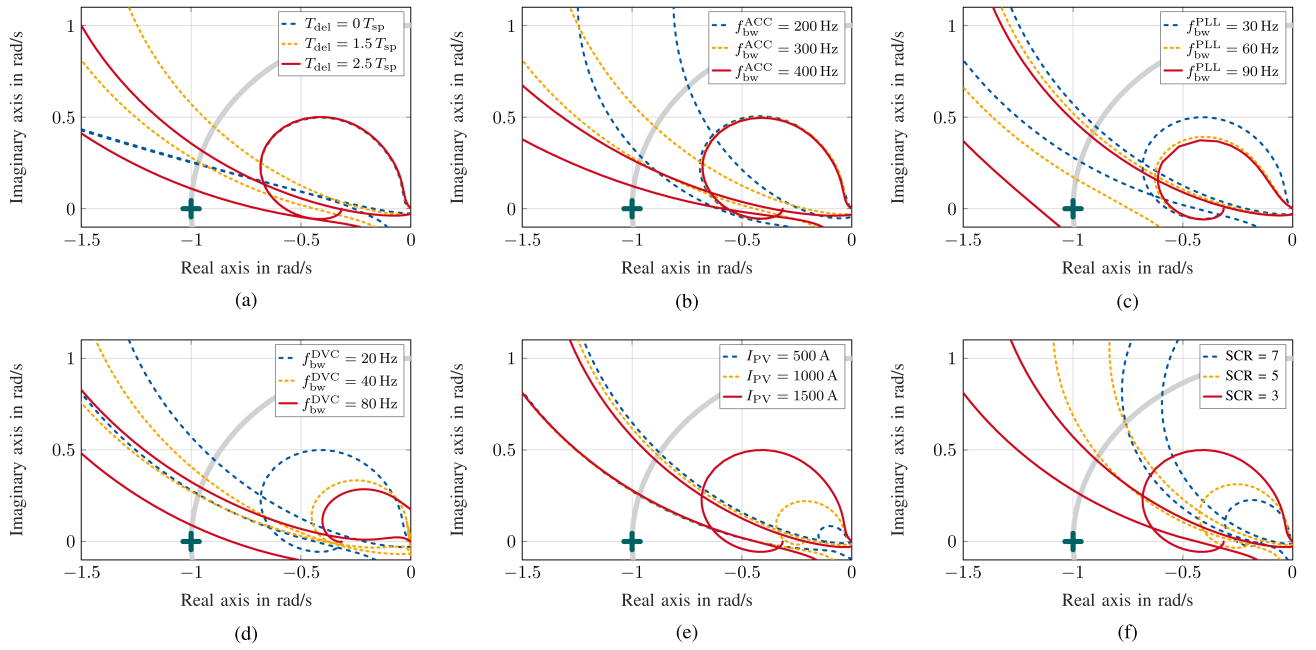 1
0.5
0
−1.5
−1
−0.5
0
Imaginary axis in rad/s
Real axis in rad/s
T_del = 0 T_sp
T_del = 1.5 T_sp
T_del = 2.5 T_sp
(a)
1
0.5
0
−1.5
−1
−0.5
0
Imaginary axis in rad/s
Real axis in rad/s
f_bw^ACC = 200 Hz
f_bw^ACC = 300 Hz
f_bw^ACC = 400 Hz
(b)
1
0.5
0
−1.5
−1
−0.5
0
Imaginary axis in rad/s
Real axis in rad/s
f_bw^PLL = 30 Hz
f_bw^PLL = 60 Hz
f_bw^PLL = 90 Hz
(c)
1
0.5
0
−1.5
−1
−0.5
0
Imaginary axis in rad/s
Real axis in rad/s
f_bw^DVC = 20 Hz
f_bw^DVC = 40 Hz
f_bw^DVC = 80 Hz
(d)
1
0.5
0
−1.5
−1
−0.5
0
Imaginary axis in rad/s
Real axis in rad/s
I_PV = 500 A
I_PV = 1000 A
I_PV = 1500 A
(e)
1
0.5
0
−1.5
−1
−0.5
0
Imaginary axis in rad/s
Real axis in rad/s
SCR = 7
SCR = 5
SCR = 3
(f)